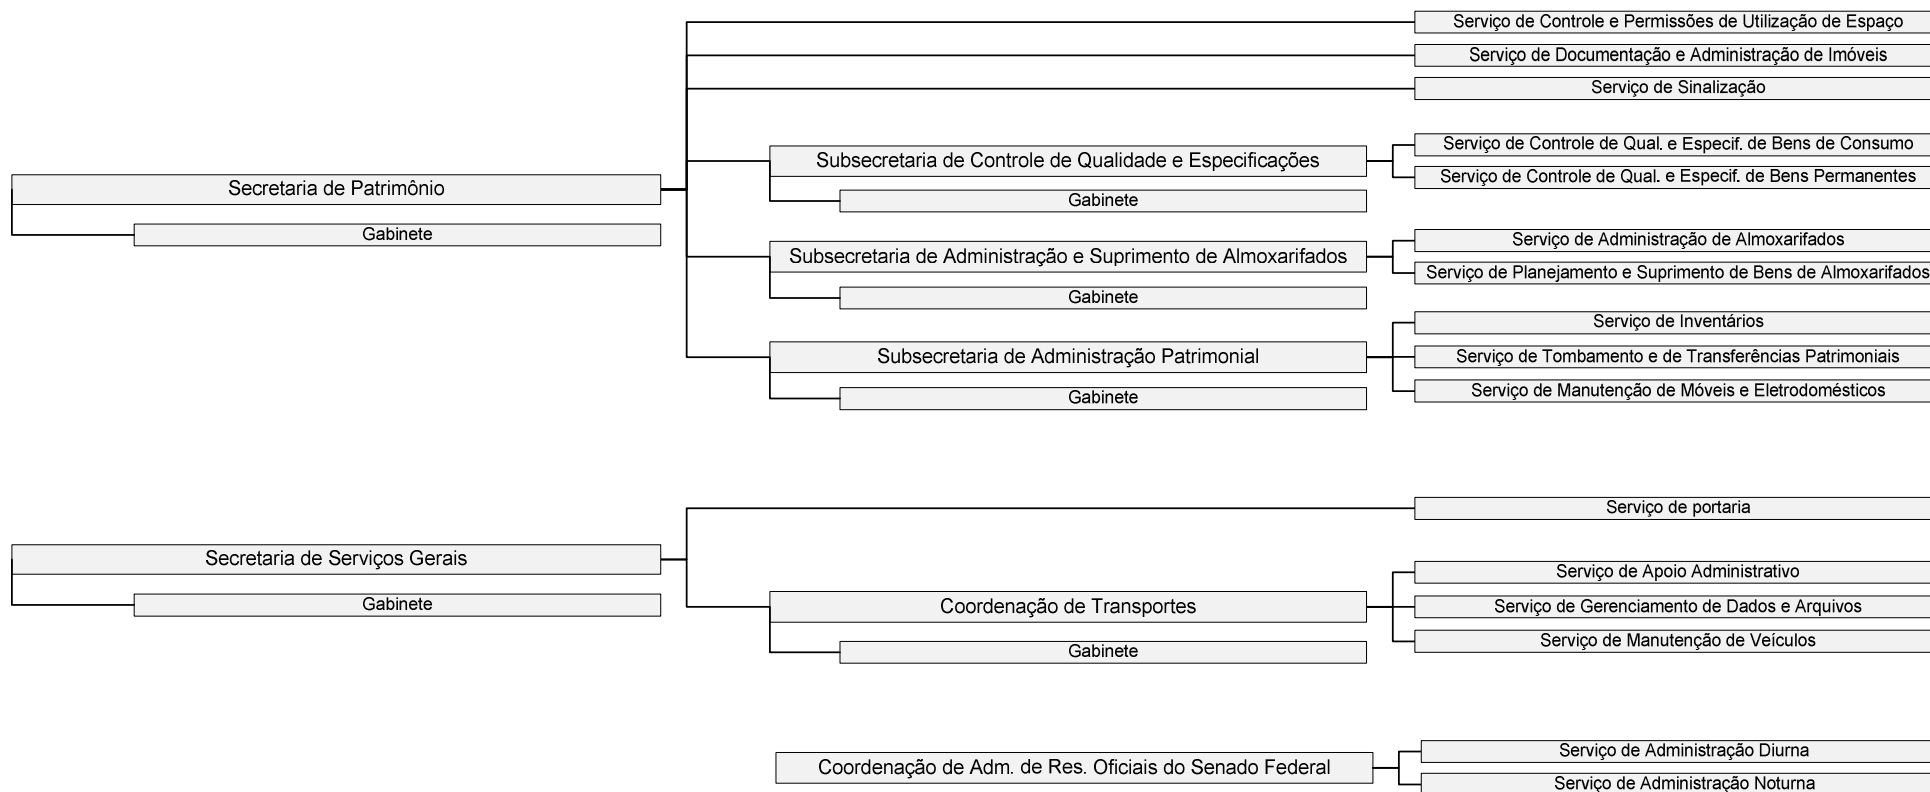 Serviço de Controle e Permissões de Utilização de Espaço
Serviço de Documentação e Administração de Imóveis
Serviço de Sinalização
Secretaria de Patrimônio
Gabinete
Subsecretaria de Controle de Qualidade e Especificações
Gabinete
Serviço de Controle de Qual. e Especif. de Bens de Consumo
Serviço de Controle de Qual. e Especif. de Bens Permanentes
Subsecretaria de Administração e Suprimento de Almoxarifados
Gabinete
Serviço de Administração de Almoxarifados
Serviço de Planejamento e Suprimento de Bens de Almoxarifados
Subsecretaria de Administração Patrimonial
Gabinete
Serviço de Inventários
Serviço de Tombamento e de Transferências Patrimoniais
Serviço de Manutenção de Móveis e Eletrodomésticos
Serviço de portaria
Secretaria de Serviços Gerais
Gabinete
Coordenação de Transportes
Gabinete
Serviço de Apoio Administrativo
Serviço de Gerenciamento de Dados e Arquivos
Serviço de Manutenção de Veículos
Coordenação de Adm. de Res. Oficiais do Senado Federal
Serviço de Administração Diurna
Serviço de Administração Noturna